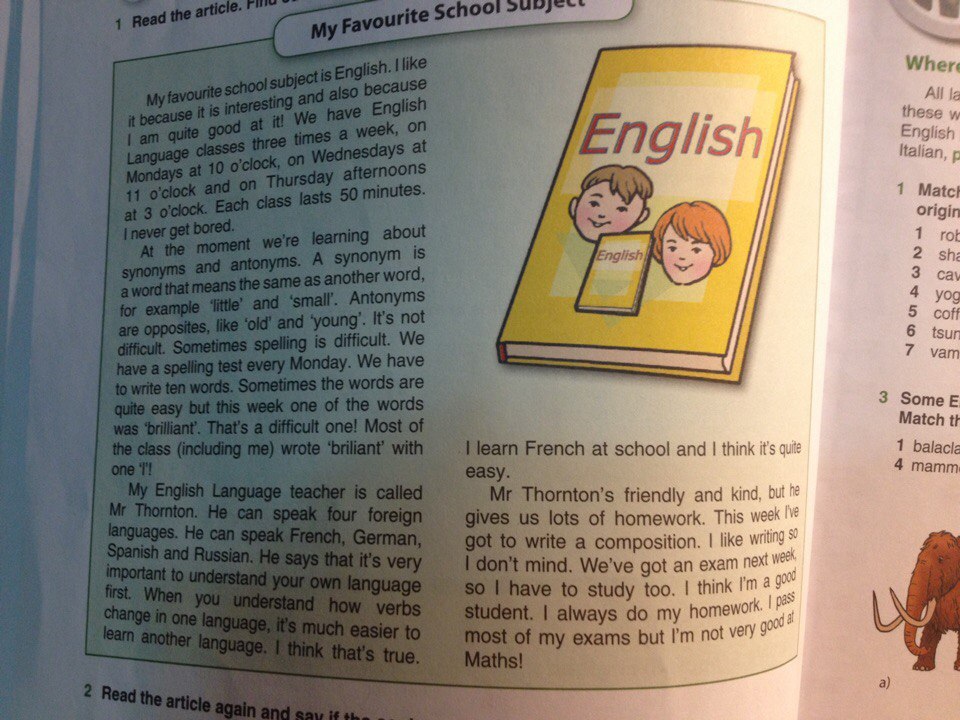 1 Read the article.
My Favourite School Subject
My favourite school subject is English. I like
it because it is interesting and also because
I am quite good at it! We have English
Language classes three times a week, on
Mondays at 10 o'clock, on Wednesdays at
11 o'clock and on Thursday afternoons
at 3 o'clock. Each class lasts 50 minutes.
I never get bored.
At the moment we're learning about
synonyms and antonyms. A synonym is
a word that means the same as another word,
for example 'little' and 'small'. Antonyms
are opposites, like 'old' and 'young'. It's not
difficult. Sometimes spelling is difficult. We
have a spelling test every Monday. We have
to write ten words. Sometimes the words are
quite easy but this week one of the words
was 'brilliant'. That's a difficult one! Most of
the class (including me) wrote 'briliant' with
one 'l'!
My English Language teacher is called
Mr Thornton. He can speak four foreign
languages. He can speak French, German,
Spanish and Russian. He says that it's very
important to understand your own language
first. When you understand how verbs
change in one language, it's much easier to
learn another language. I think that's true.
English
English
I learn French at school and I think it's quite
easy.
Mr Thornton's friendly and kind, but he
gives us lots of homework. This week I've
got to write a composition. I like writing so
I don't mind. We've got an exam next week,
so I have to study too. I think I'm a good
student. I always do my homework. I pass
most of my exams but I'm not very good at
Maths!
2 Read the article again and say if the
Where
All la
these w
English
Italian, p
1 Match
origin
1 rob
2 sha
3 cav
4 yog
5 coff
6 tsun
7 vam
3 Some E
Match th
1 balacla
4 mamm
a)